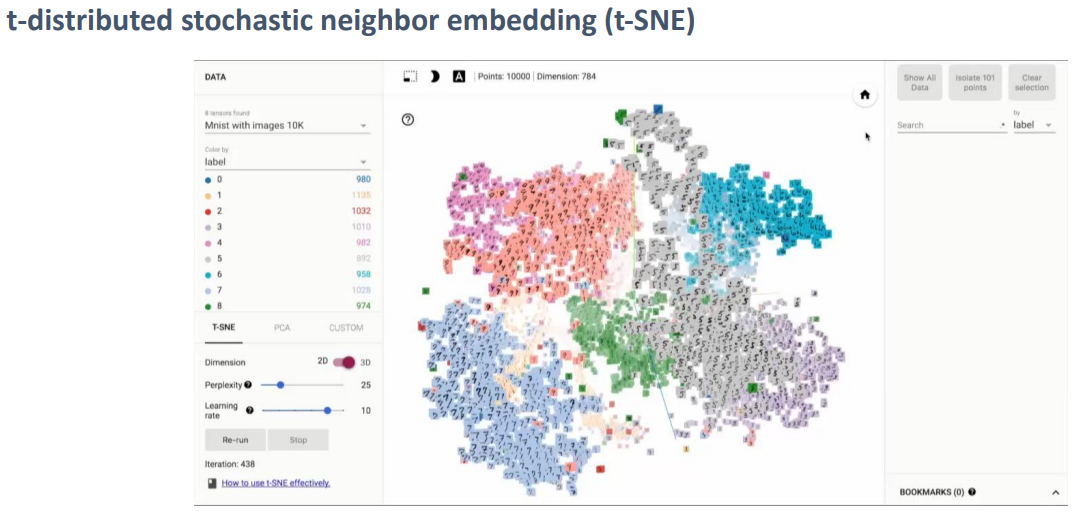 t-distributed stochastic neighbor embedding (t-SNE)
DATA
Points: 10000 | Dimension: 784
Show All Data
Isolate 101 points
Clear selection
8 tensors found
Mnist with images 10K
by
Search
label
Color by
label
0 980
1 1135
2 1032
3 1010
4 982
5 892
6 958
7 1028
8 974
T-SNE PCA CUSTOM
Dimension 2D 3D
Perplexity 25
Learning rate 10
Re-run Stop
Iteration: 438
How to use t-SNE effectively.
BOOKMARKS (0)